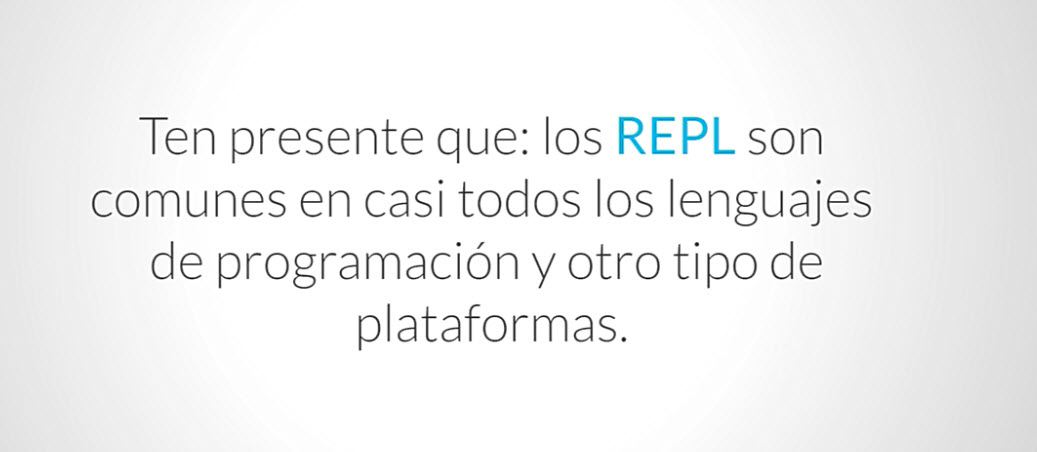 Ten presente que: los REPL son
comunes en casi todos los lenguajes
de programación y otro tipo de
plataformas.